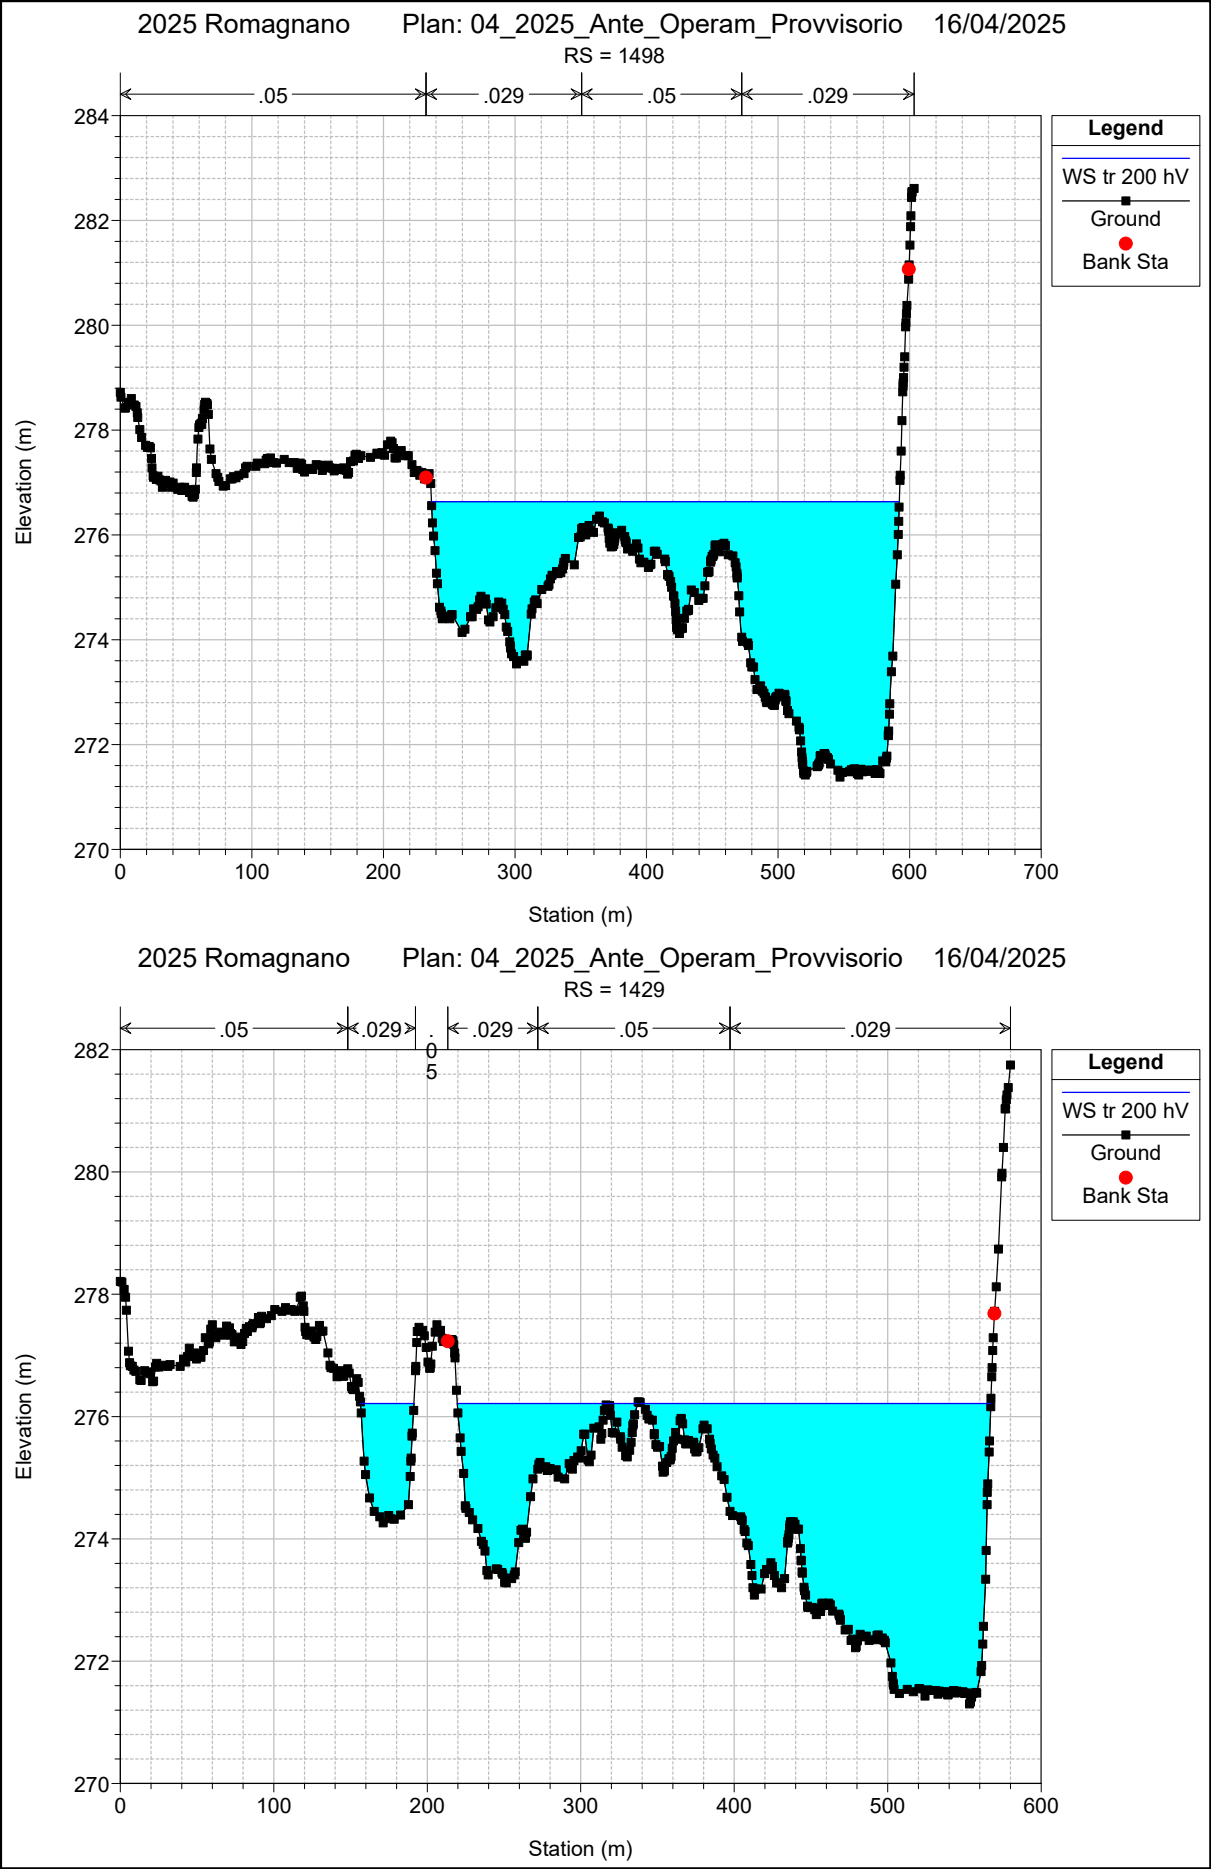 2025 Romagnano Plan: 04_2025_Ante_Operam_Provvisorio 16/04/2025
RS = 1498
.05 .029 .05 .029
284
282
280
278
276
274
272
270
Elevation (m)
0 100 200 300 400 500 600 700
Station (m)
Legend
WS tr 200 hV
Ground
Bank Sta
2025 Romagnano Plan: 04_2025_Ante_Operam_Provvisorio 16/04/2025
RS = 1429
.05 .029 .05 .029 .05 .029
282
280
278
276
274
272
270
Elevation (m)
0 100 200 300 400 500 600
Station (m)
Legend
WS tr 200 hV
Ground
Bank Sta